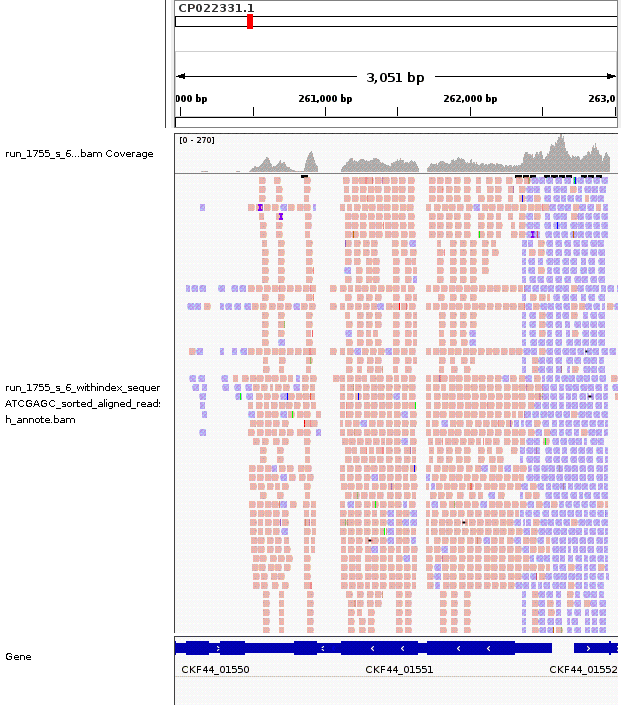 CP022331.1
3,051 bp
000 bp 261,000 bp 262,000 bp 263,0
[0 - 270]
run_1755_s_6...bam Coverage
run_1755_s_6_withindex_sequer
ATCGAGC_sorted_aligned_read:
h_annote.bam
Gene
CKF44_01550 CKF44_01551 CKF44_01552